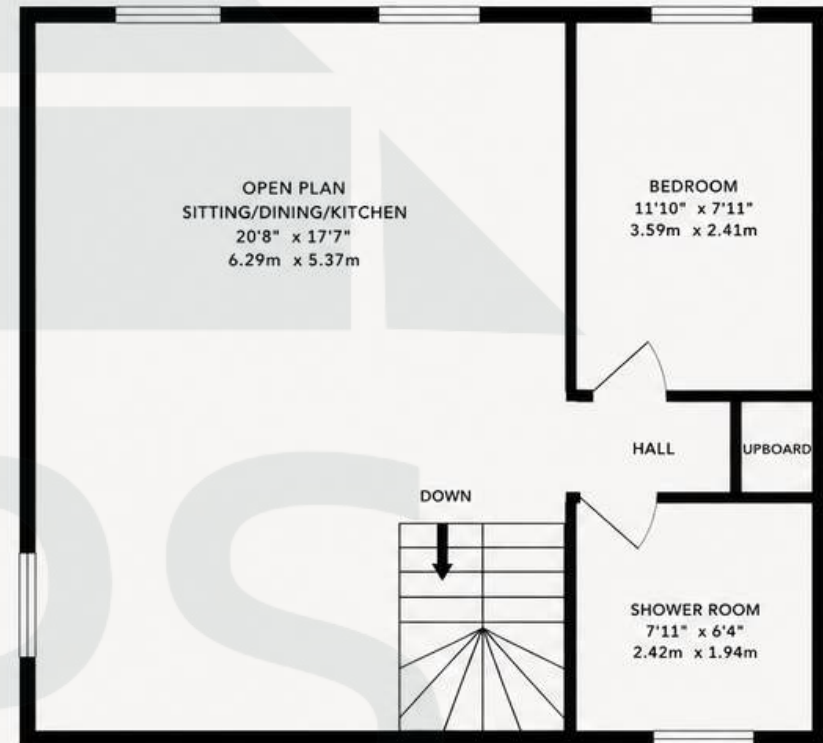 OPEN PLAN
SITTING/DINING/KITCHEN
20'8" x 17'7"
6.29m x 5.37m
BEDROOM
11'10" x 7'11"
3.59m x 2.41m
HALL
UPBOARD
DOWN
SHOWER ROOM
7'11" x 6'4"
2.42m x 1.94m